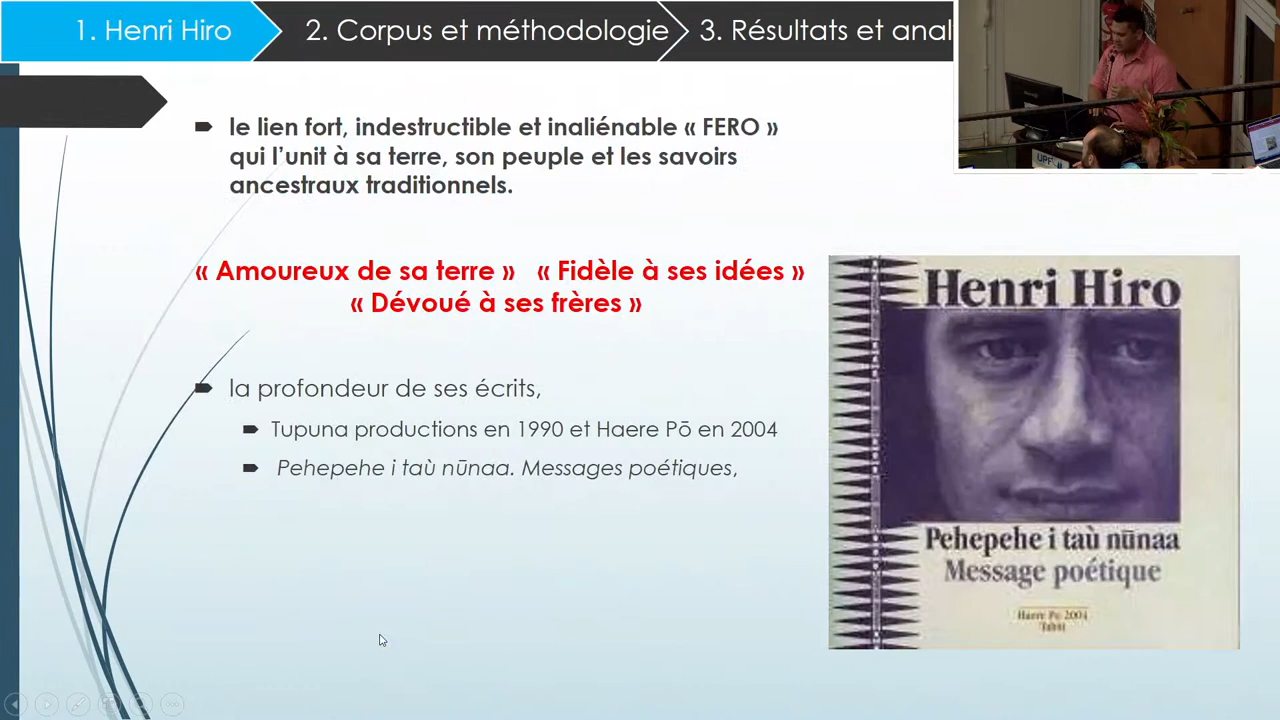 1. Henri Hiro
2. Corpus et méthodologie
3. Résultats et anal
le lien fort, indestructible et inaliénable « FERO »
qui l'unit à sa terre, son peuple et les savoirs
ancestraux traditionnels.
« Amoureux de sa terre » « Fidèle à ses idées »
« Dévoué à ses frères »
la profondeur de ses écrits,
Tupuna productions en 1990 et Haere Pō en 2004
Pehepehe i taù nūnaa. Messages poétiques,
Henri Hiro
Pehepehe i taù nūnaa
Message poétique
Haere Po 2004
Tahiti
UPF